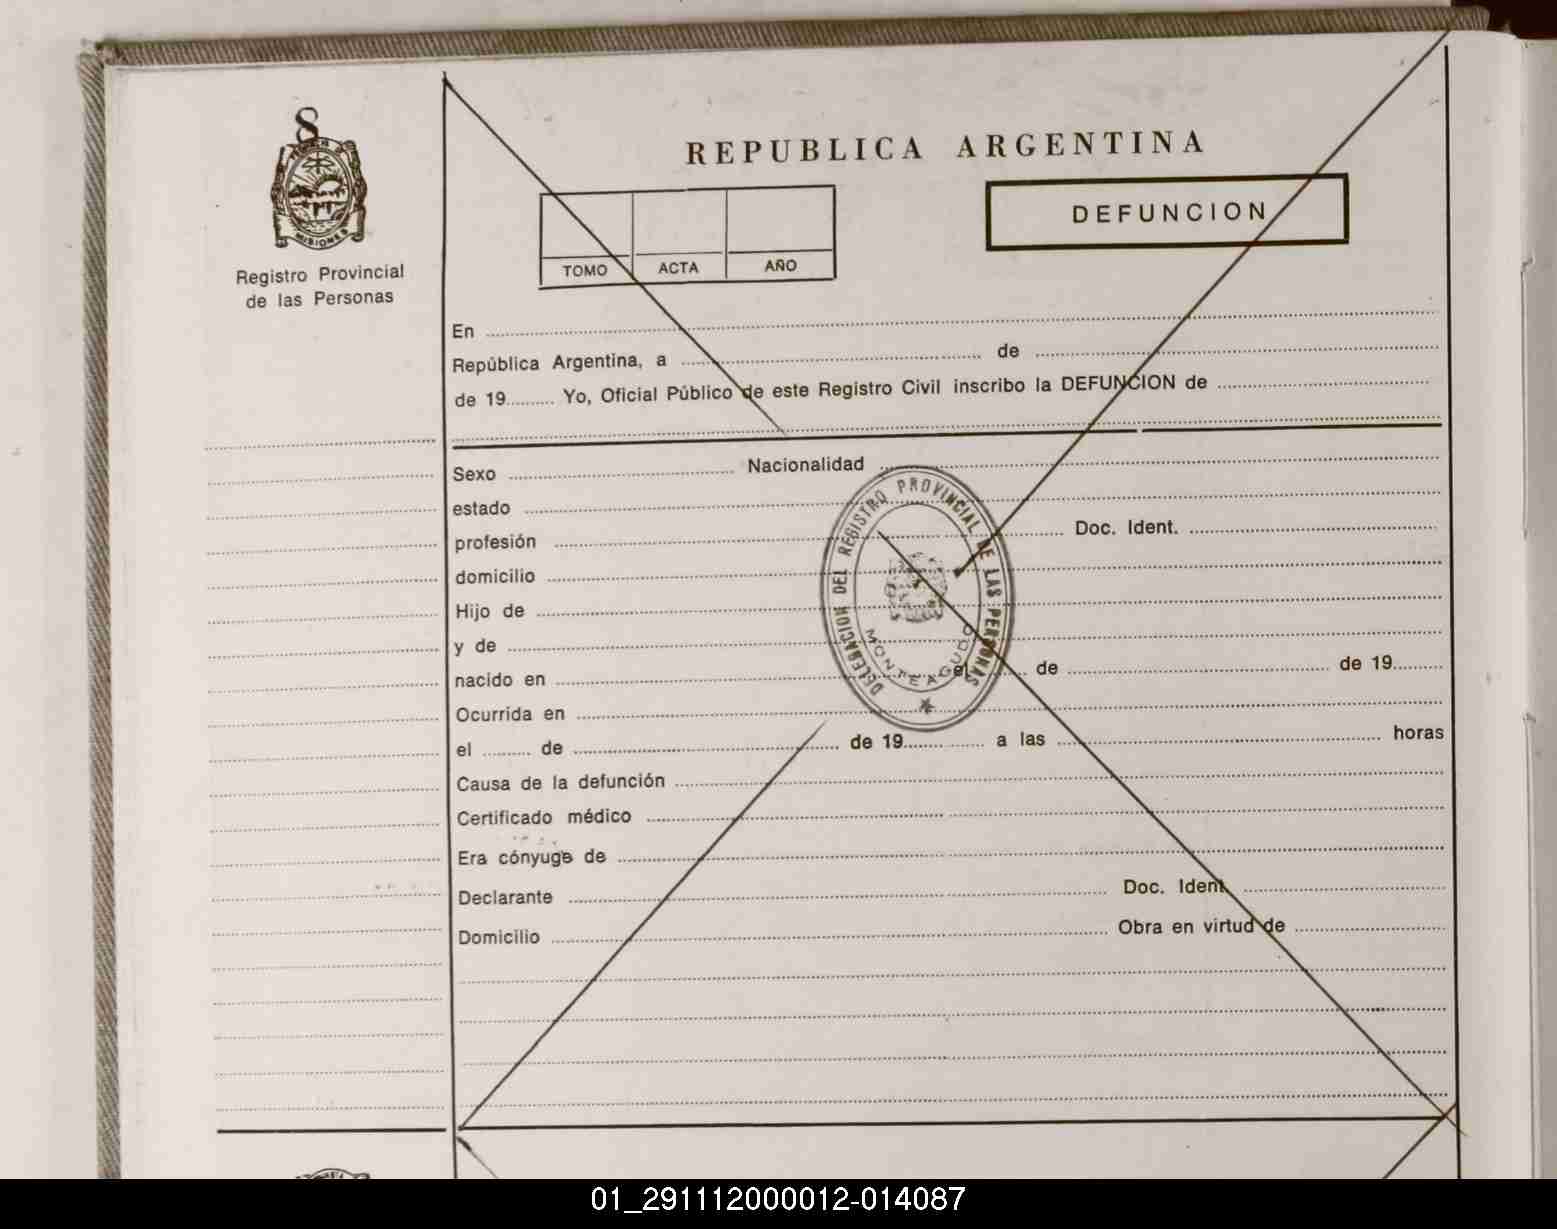 8
MISIONES
Registro Provincial
de las Personas
REPUBLICA ARGENTINA
TOMO ACTA AÑO
DEFUNCION
En
República Argentina, a de
de 19 Yo, Oficial Público de este Registro Civil inscribo la DEFUNCION de
Sexo Nacionalidad
estado
profesión Doc. Ident.
domicilio
Hijo de
y de
nacido en el de de 19
Ocurrida en
el de de 19 a las horas
Causa de la defunción
Certificado médico
Era cónyuge de
Declarante Doc. Ident.
Domicilio Obra en virtud de
DELEGACION DEL REGISTRO PROVINCIAL DE LAS PERSONAS
MONTEAGUDO
01_291112000012-014087